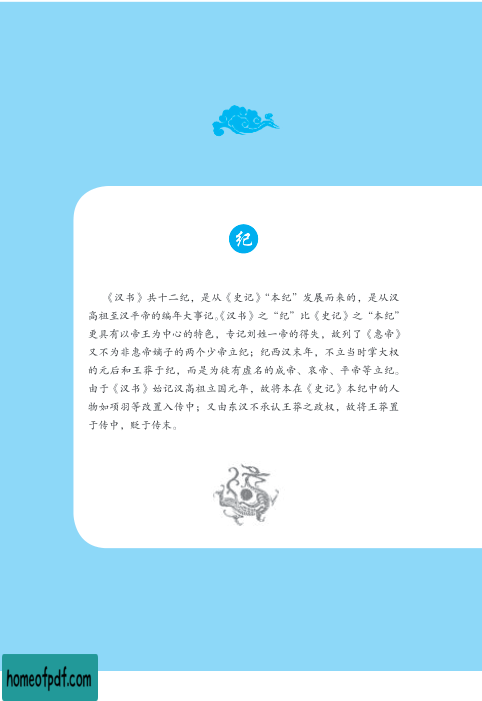 纪
《汉书》共十二纪，是从《史记》“本纪”发展而来的，是从汉
高祖至汉平帝的编年大事记。《汉书》之“纪”比《史记》之“本纪”
更具有以帝王为中心的特色，专记刘姓一帝的得失，故列了《惠帝》
又不为非惠帝嫡子的两个少帝立纪；纪西汉末年，不立当时掌大权
的元后和王莽于纪，而是为徒有虚名的成帝、哀帝、平帝等立纪。
由于《汉书》始记汉高祖立国元年，故将本在《史记》本纪中的人
物如项羽等改置入传中；又由东汉不承认王莽之政权，故将王莽置
于传中，贬于传末。
homeofpdf.com